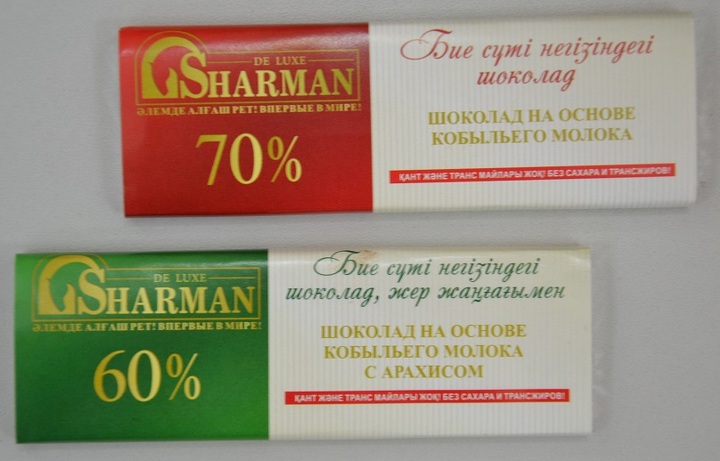 DE LUXE
SHARMAN
ӘЛЕМДЕ АЛҒАШ РЕТ! ВПЕРВЫЕ В МИРЕ!
70%
Бие сүті негізіндегі
шоколад
ШОКОЛАД НА ОСНОВЕ
КОБЫЛЬЕГО МОЛОКА
ҚАНТ ЖӘНЕ ТРАНС МАЙЛАРЫ ЖОҚ! БЕЗ САХАРА И ТРАНСЖИРОВ!
DE LUXE
SHARMAN
ӘЛЕМДЕ АЛҒАШ РЕТ! ВПЕРВЫЕ В МИРЕ!
60%
Бие сүті негізіндегі
шоколад, жер жаңғағымен
ШОКОЛАД НА ОСНОВЕ
КОБЫЛЬЕГО МОЛОКА
С АРАХИСОМ
ҚАНТ ЖӘНЕ ТРАНС МАЙЛАРЫ ЖОҚ! БЕЗ САХАРА И ТРАНСЖИРОВ!